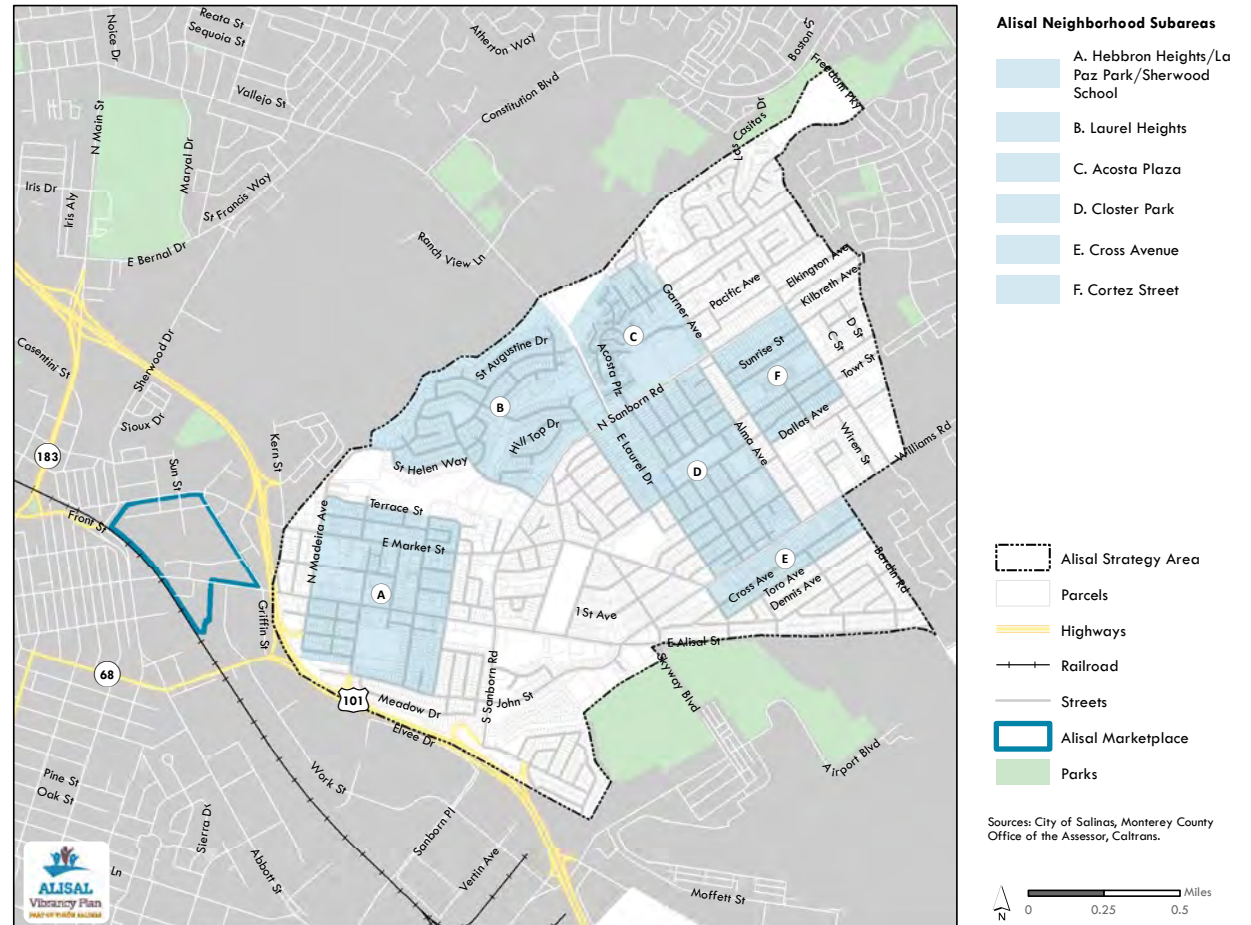 Reata St
Sequoia St
Noice Dr
Atherron Way
Boston St
Freedom Pky
Vallejo St
Constitution Blvd
N Main St
Maryal Dr
Las Casitas Dr
Iris Dr
Iris Aly
St Francis Way
E Bernal Dr
Ranch View Ln
Elkington Ave
Kilbreth Ave
Pacific Ave
Garner Ave
D St
C St
Towt St
Casentini St
Sherwood Dr
St Augustine Dr
Acosta Plz
C
Sunrise St
F
B
N Sanborn Rd
Hill Top Dr
Dallas Ave
Alma Ave
Wiren St
Williams Rd
Sioux Dr
Kern St
E Laurel Dr
D
183
Sun St
St Helen Way
Front St
N Madeira Ave
Terrace St
E Market St
E
Bardin Rd
Cross Ave
Toro Ave
Dennis Ave
A
1St Ave
Griffin St
E Alisal St
68
101
Meadow Dr
S Sanborn Rd
John St
Skyway Blvd
Elvee Dr
Airport Blvd
Work St
Pine St
Oak St
Sierra Dr
Sanborn Pl
Abbott St
Vertin Ave
Ln
Moffett St
ALISAL
Vibrancy Plan
PART OF VISIÓN SALINAS
Alisal Neighborhood Subareas
A. Hebbron Heights/La
Paz Park/Sherwood
School
B. Laurel Heights
C. Acosta Plaza
D. Closter Park
E. Cross Avenue
F. Cortez Street
Alisal Strategy Area
Parcels
Highways
Railroad
Streets
Alisal Marketplace
Parks
Sources: City of Salinas, Monterey County
Office of the Assessor, Caltrans.
N
Miles
0 0.25 0.5